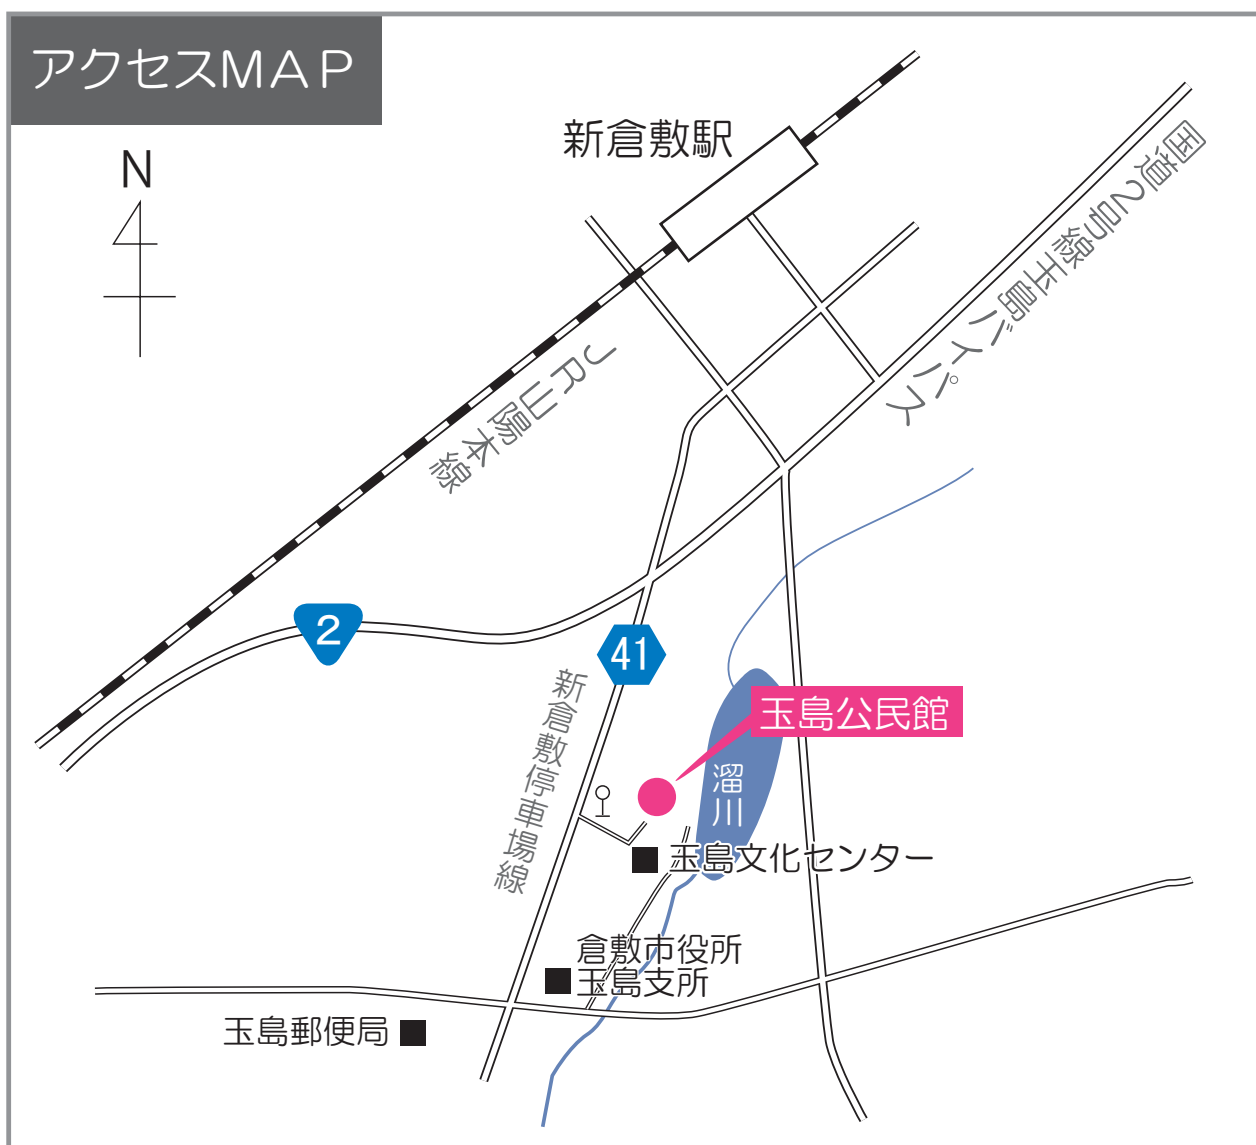 アクセスMAP
N
新倉敷駅
国道2号線玉島バイパス
JR山陽本線
2
41
新倉敷停車場線
玉島公民館
溜川
玉島文化センター
倉敷市役所
玉島支所
玉島郵便局